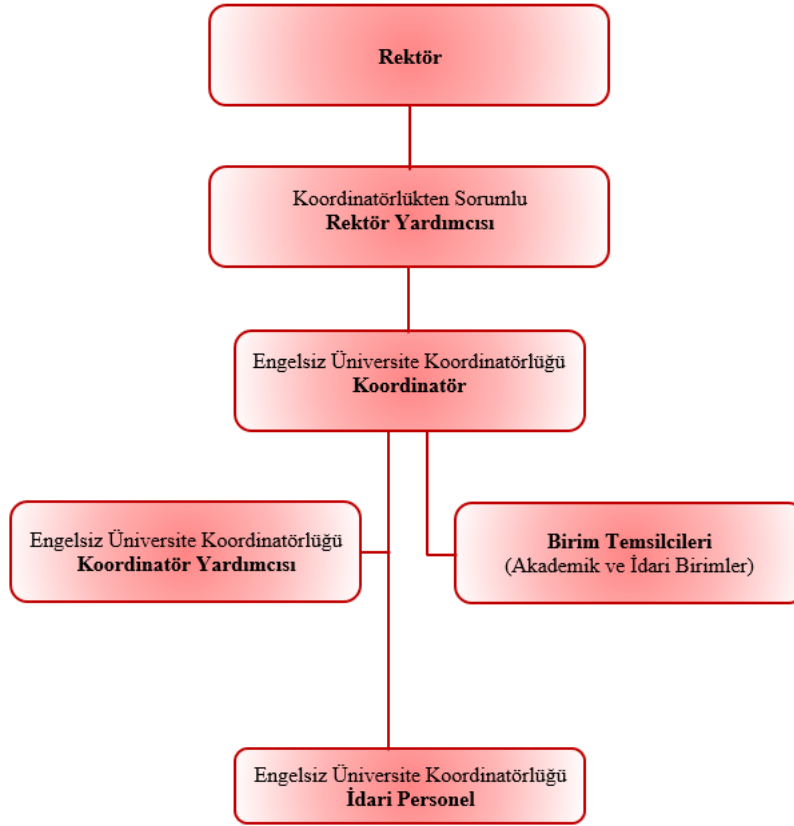 Rektör
Koordinatörlükten Sorumlu
Rektör Yardımcısı
Engelsiz Üniversite Koordinatörlüğü
Koordinatör
Engelsiz Üniversite Koordinatörlüğü
Koordinatör Yardımcısı
Birim Temsilcileri
(Akademik ve İdari Birimler)
Engelsiz Üniversite Koordinatörlüğü
İdari Personel